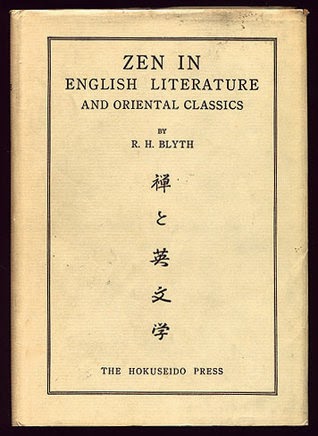 ZEN IN
ENGLISH LITERATURE
AND ORIENTAL CLASSICS
BY
R. H. BLYTH
禅と英文学
THE HOKUSEIDO PRESS